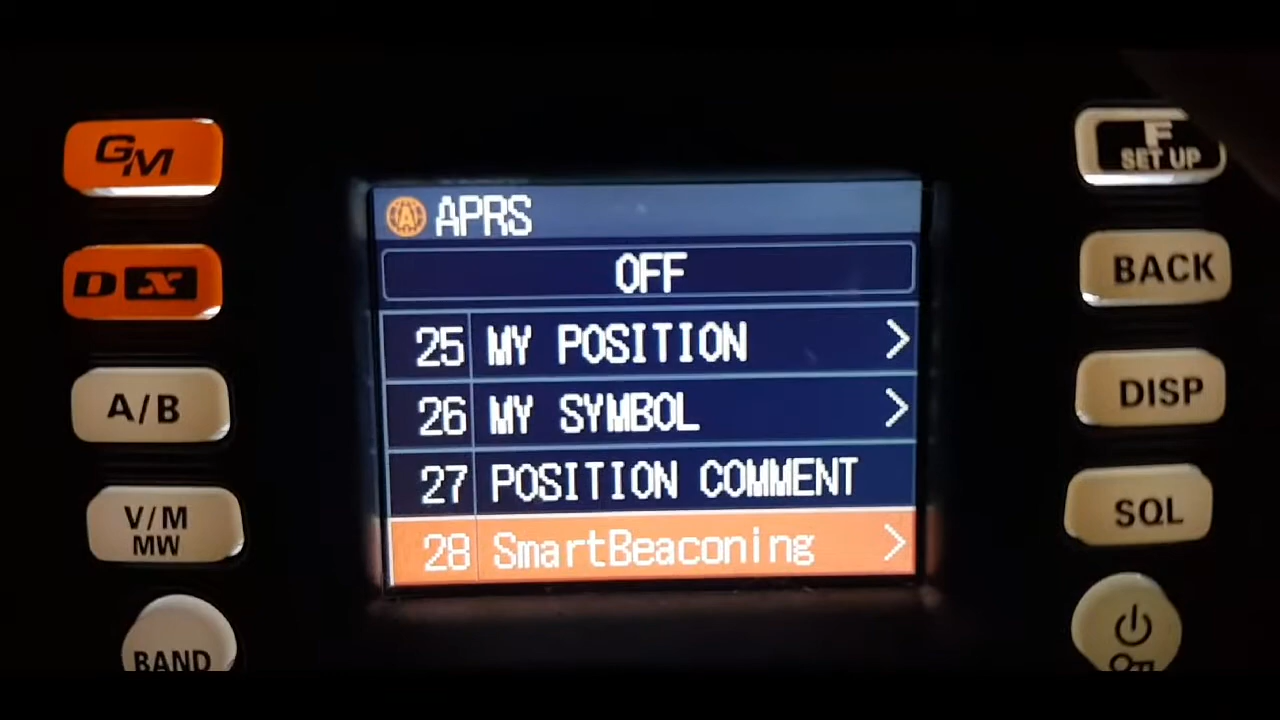 GM
F
SET UP
APRS
OFF
DX
BACK
25 MY POSITION >
A/B
26 MY SYMBOL >
DISP
27 POSITION COMMENT
V/M
MW
SQL
28 SmartBeaconing >
BAND